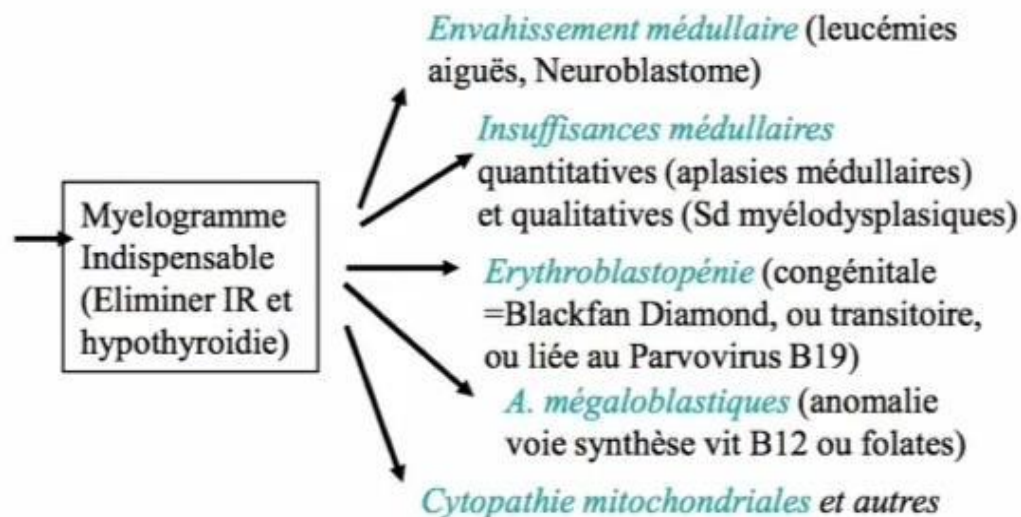 Envahissement médullaire (leucémies
aiguës, Neuroblastome)
Insuffisances médullaires
quantitatives (aplasies médullaires)
et qualitatives (Sd myélodysplasiques)
Myelogramme
Indispensable
(Eliminer IR et
hypothyroidie)
Erythroblastopénie (congénitale
=Blackfan Diamond, ou transitoire,
ou liée au Parvovirus B19)
A. mégaloblastiques (anomalie
voie synthèse vit B12 ou folates)
Cytopathie mitochondriales et autres